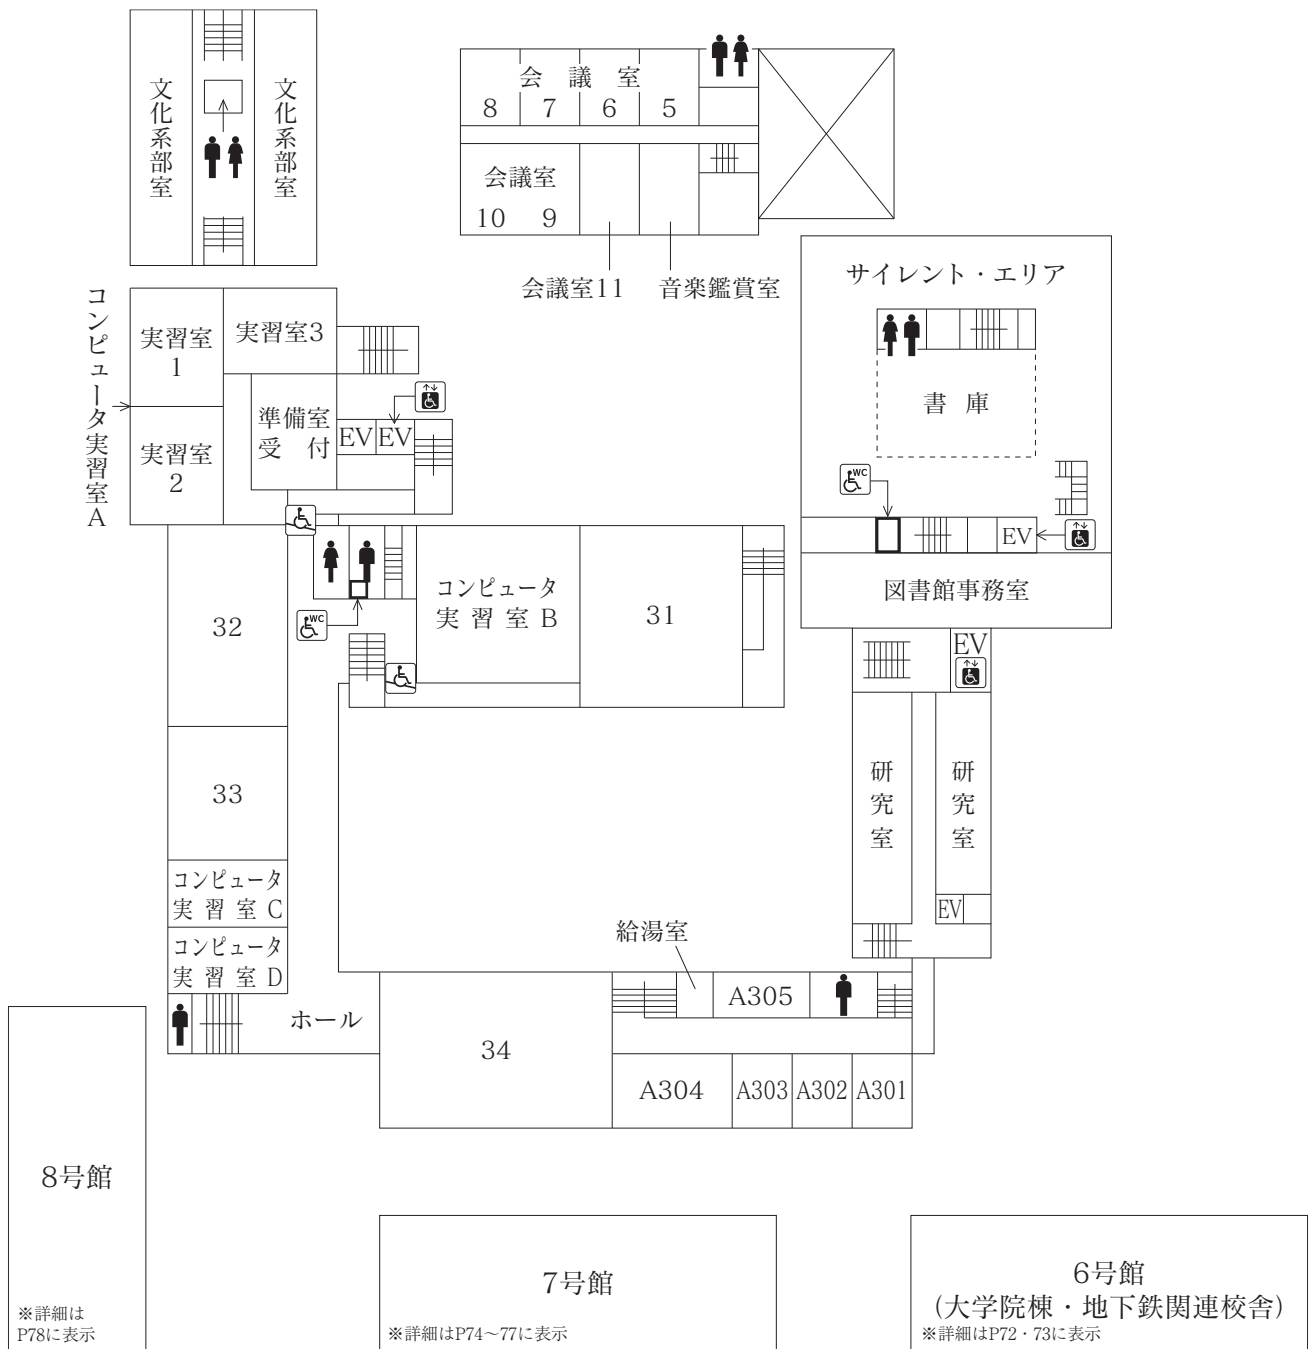 文化系部室
文化系部室
会議室
8 7 6 5
会議室
10 9
会議室11
音楽鑑賞室
サイレント・エリア
書庫
WC
EV
図書館事務室
コンピュータ実習室A
実習室
1
実習室3
実習室
2
準備室
受付
EV EV
WC
コンピュータ
実習室 B
31
32
33
コンピュータ
実習室 C
コンピュータ
実習室 D
ホール
EV
研究室
研究室
EV
給湯室
A305
34
A304
A303
A302
A301
8号館
※詳細は
P78に表示
7号館
※詳細はP74〜77に表示
6号館
(大学院棟・地下鉄関連校舎)
※詳細はP72・73に表示